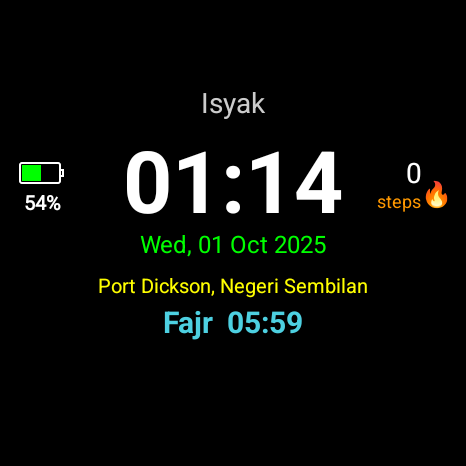 Isyak
54%
01:14
0
steps
Wed, 01 Oct 2025
Port Dickson, Negeri Sembilan
Fajr 05:59